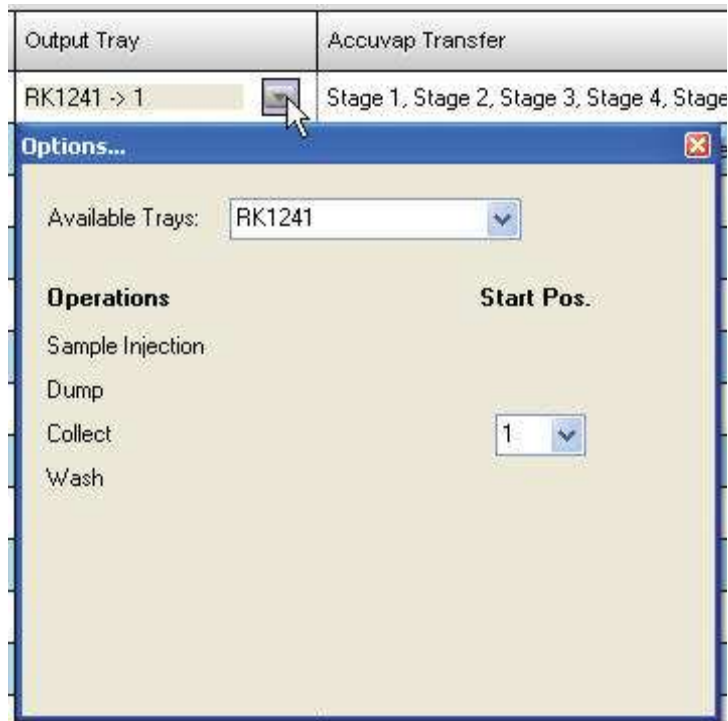 Output Tray Accuvap Transfer
RK1241 -> 1 Stage 1, Stage 2, Stage 3, Stage 4, Stage
Options...
Available Trays: RK1241
Operations Start Pos.
Sample Injection
Dump
Collect 1
Wash